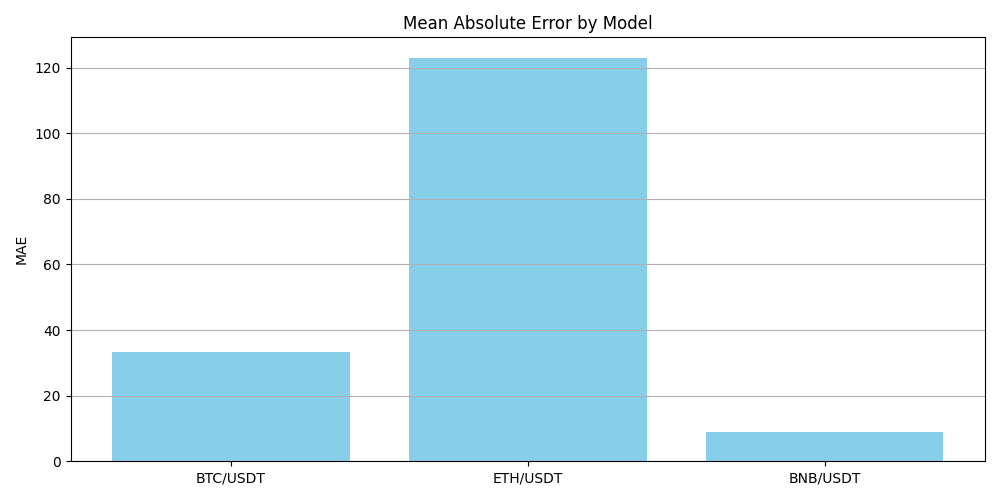 Mean Absolute Error by Model
MAE
120
100
80
60
40
20
0
BTC/USDT
ETH/USDT
BNB/USDT